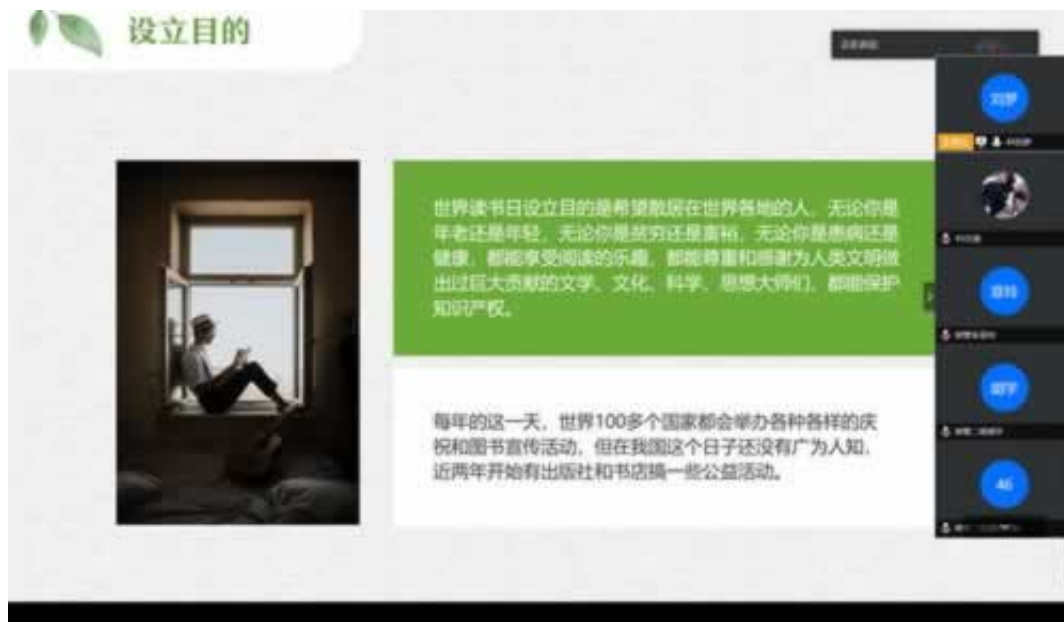 设立目的
世界读书日设立目的是希望散居在世界各地的人，无论你是
年老还是年轻，无论你是贫穷还是富裕，无论你是患病还是
健康，都能享受阅读的乐趣，都能尊重和感谢为人类文明做
出过巨大贡献的文学、文化、科学、思想大师们，都能保护
知识产权。
每年的这一天，世界100多个国家都会举办各种各样的庆
祝和图书宣传活动，但在我国这个日子还没有广为人知，
近两年开始有出版社和书店搞一些公益活动。
刘梦
46